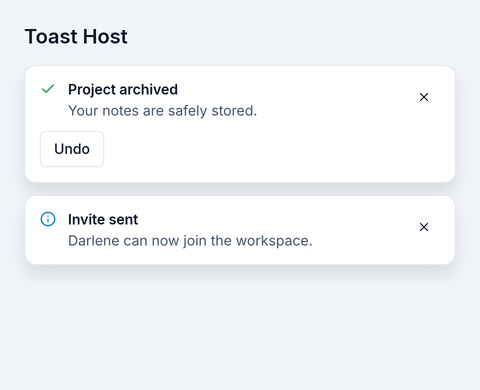 Toast Host
Project archived
Your notes are safely stored.
Undo
Invite sent
Darlene can now join the workspace.